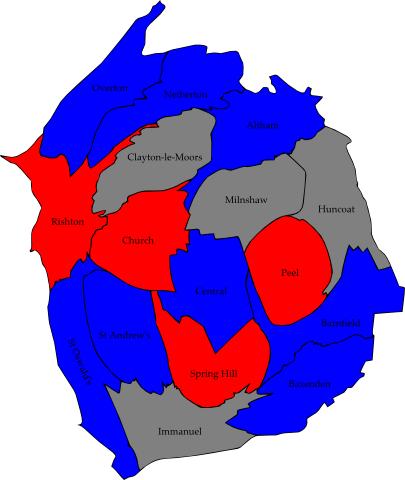 Overton
Netherton
Altham
Clayton-le-Moors
Milnshaw
Huncoat
Rishton
Church
Peel
Central
Barnfield
St Andrew's
St Oswald's
Spring Hill
Baxenden
Immanuel